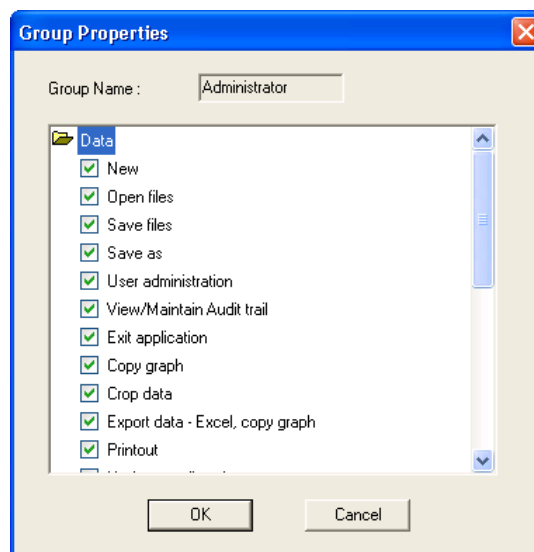 Group Properties
Group Name : Administrator
Data
New
Open files
Save files
Save as
User administration
View/Maintain Audit trail
Exit application
Copy graph
Crop data
Export data - Excel, copy graph
Printout
OK Cancel